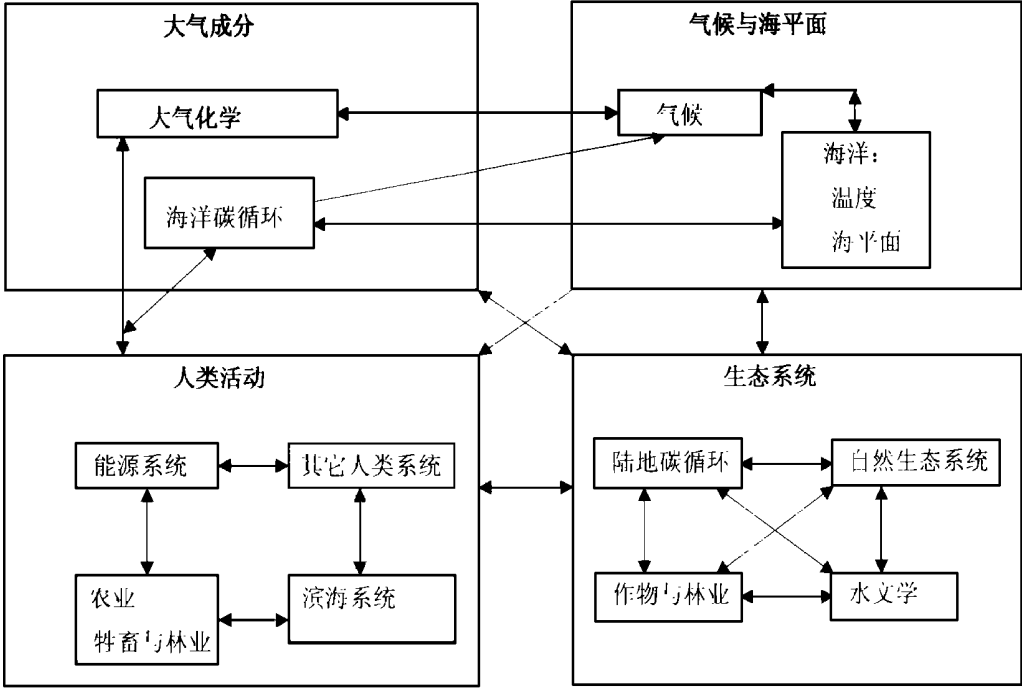 大气成分
大气化学
海洋碳循环
气候与海平面
气候
海洋：
温度
海平面
人类活动
能源系统
其它人类系统
农业
牲畜与林业
滨海系统
生态系统
陆地碳循环
自然生态系统
作物与林业
水文学